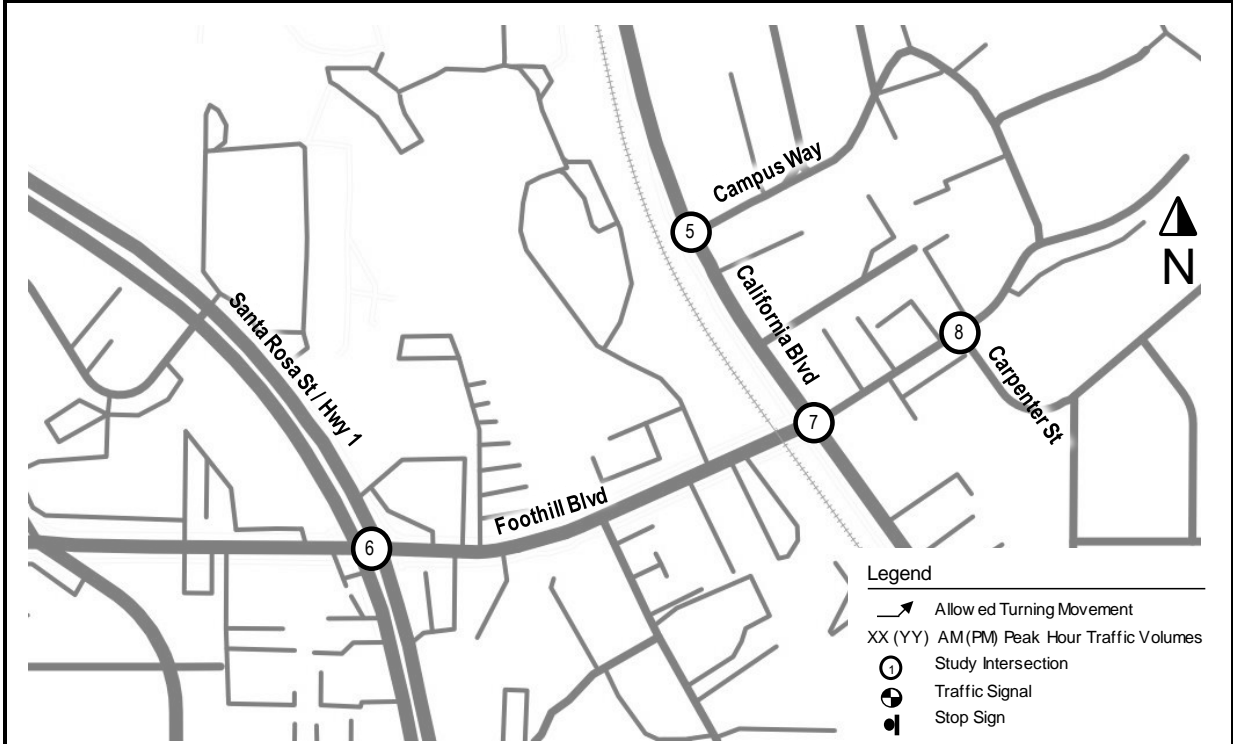 Campus Way
5
N
California Blvd
8
Santa Rosa St / Hwy 1
Carpenter St
7
Foothill Blvd
6
Legend
Allowed Turning Movement
XX (YY) AM (PM) Peak Hour Traffic Volumes
1 Study Intersection
Traffic Signal
Stop Sign